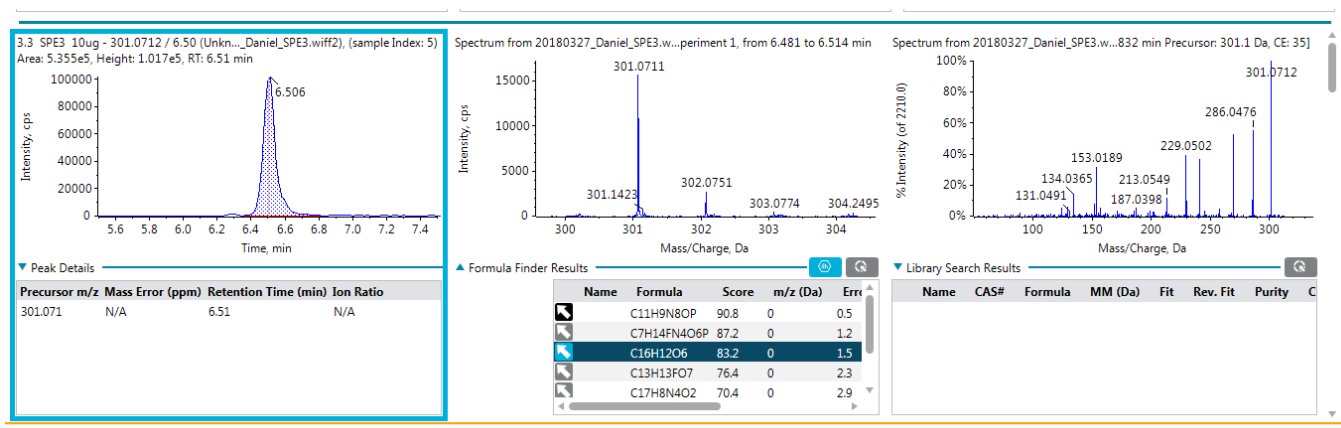 3.3 SPE3 10ug - 301.0712 / 6.50 (Unkn..._Daniel_SPE3.wiff2), (sample Index: 5)
Area: 5.355e5, Height: 1.017e5, RT: 6.51 min
Intensity, cps
100000
80000
60000
40000
20000
0
6.506
5.6 5.8 6.0 6.2 6.4 6.6 6.8 7.0 7.2 7.4
Time, min
Spectrum from 20180327_Daniel_SPE3.w...periment 1, from 6.481 to 6.514 min
Intensity, cps
15000
10000
5000
0
301.0711
301.1423
302.0751
303.0774
304.2495
300 301 302 303 304
Mass/Charge, Da
Spectrum from 20180327_Daniel_SPE3.w...832 min Precursor: 301.1 Da, CE: 35]
% Intensity (of 2210.0)
100%
80%
60%
40%
20%
0%
301.0712
286.0476
229.0502
153.0189
134.0365
213.0549
131.0491
187.0398
100 150 200 250 300
Mass/Charge, Da
Peak Details
Precursor m/z Mass Error (ppm) Retention Time (min) Ion Ratio
301.071 N/A 6.51 N/A
Formula Finder Results
Name Formula Score m/z (Da) Err
C11H9N8OP 90.8 0 0.5
C7H14FN4O6P 87.2 0 1.2
C16H12O6 83.2 0 1.5
C13H13FO7 76.4 0 2.3
C17H8N4O2 70.4 0 2.9
Library Search Results
Name CAS# Formula MM (Da) Fit Rev. Fit Purity C